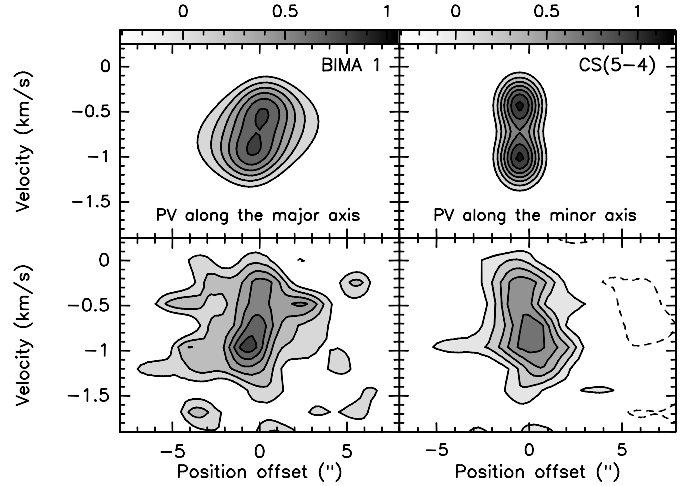 0 0.5 1 0 0.5 1
BIMA 1 CS(5−4)
0
−0.5
−1
−1.5
Velocity (km/s)
PV along the major axis PV along the minor axis
0
−0.5
−1
−1.5
Velocity (km/s)
−5 0 5 −5 0 5
Position offset (") Position offset (")